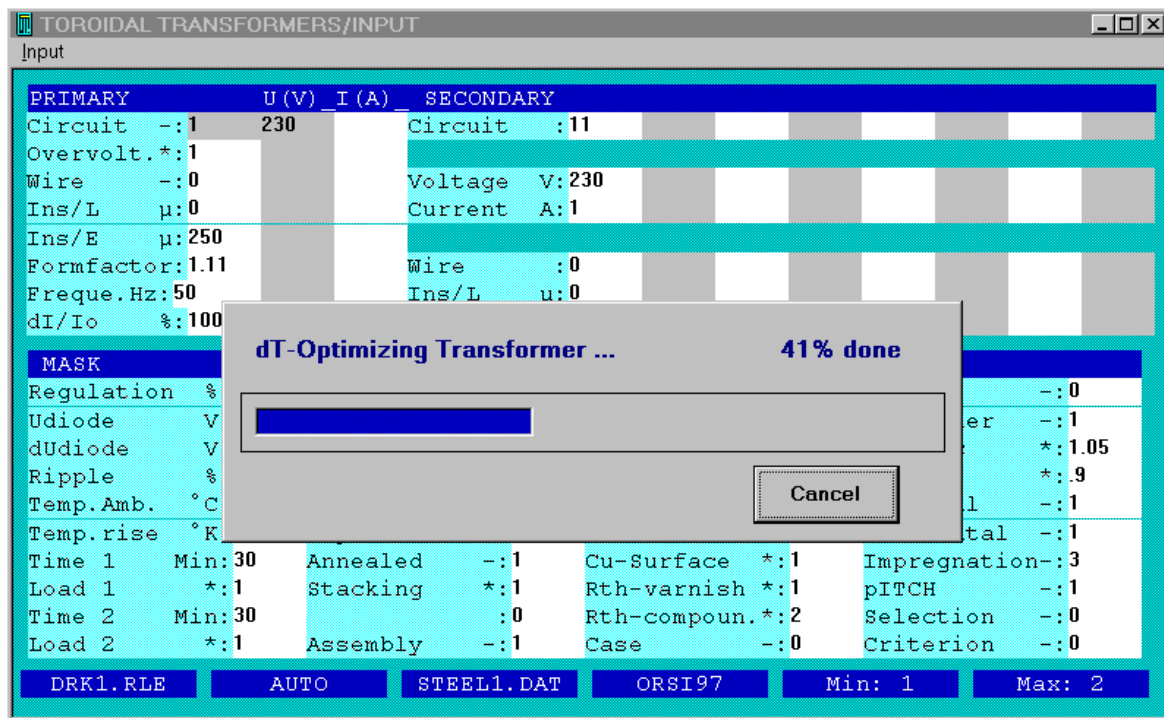 TOROIDAL TRANSFORMERS/INPUT
Input
PRIMARY U(V)_I(A)_ SECONDARY
Circuit -:1 230 Circuit :11
Overvolt.*:1
Wire -:0 Voltage V:230
Ins/L µ:0 Current A:1
Ins/E µ:250
Formfactor:1.11 Wire :0
Freque.Hz:50 Ins/L u:0
dI/Io %:100
dT-Optimizing Transformer ... 41% done
MASK
Regulation % -:0
Udiode V er -:1
dUdiode V *:1.05
Ripple % *:.9
Temp.Amb. °C l -:1
Cancel
Temp.rise °K tal -:1
Time 1 Min:30 Annealed -:1 Cu-Surface *:1 Impregnation-:3
Load 1 *:1 Stacking *:1 Rth-varnish *:1 pITCH -:1
Time 2 Min:30 :0 Rth-compoun.*:2 Selection -:0
Load 2 *:1 Assembly -:1 Case -:0 Criterion -:0
DRK1.RLE AUTO STEEL1.DAT ORSI97 Min: 1 Max: 2